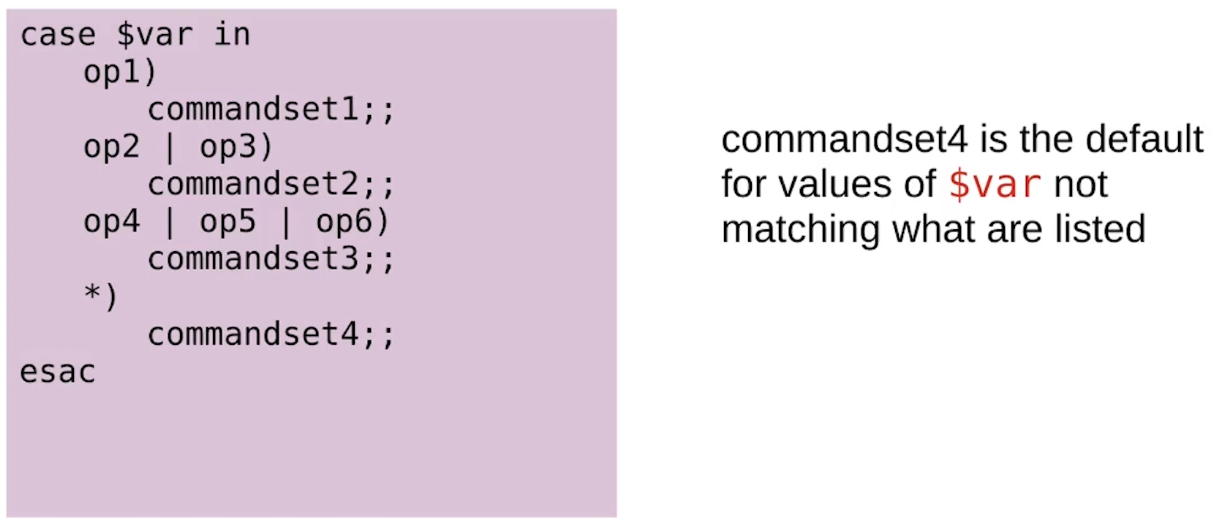 case $var in
    op1)
        commandset1;;
    op2 | op3)
        commandset2;;
    op4 | op5 | op6)
        commandset3;;
    *)
        commandset4;;
esac
commandset4 is the default
for values of $var not
matching what are listed